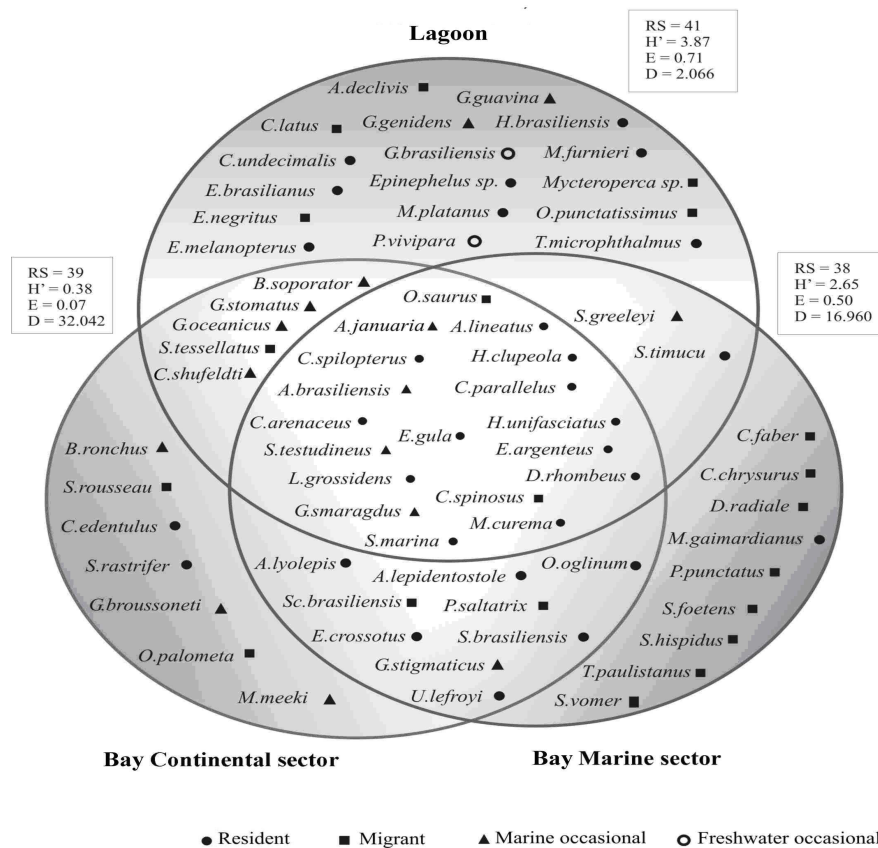 Lagoon
RS = 41
H' = 3.87
E = 0.71
D = 2.066
A.declivis
G.guavina
C.latus
G.genidens
H.brasiliensis
C.undecimalis
G.brasiliensis
M.furnieri
E.brasilianus
Epinephelus sp.
Mycteroperca sp.
E.negritus
M.platanus
O.punctatissimus
E.melanopterus
P.vivipara
T.microphthalmus
RS = 39
H' = 0.38
E = 0.07
D = 32.042
RS = 38
H' = 2.65
E = 0.50
D = 16.960
B.soporator
G.stomatus
G.oceanicus
S.tessellatus
C.shufeldti
O.saurus
A.januaria
A.lineatus
C.spilopterus
H.clupeola
A.brasiliensis
C.parallelus
C.arenaceus
E.gula
H.unifasciatus
S.testudineus
E.argenteus
L.grossidens
D.rhombeus
C.spinosus
G.smaragdus
M.curema
S.marina
S.greeleyi
S.timucu
B.ronchus
S.rousseau
C.edentulus
S.rastrifer
G.broussoneti
O.palometa
M.meeki
A.lyolepis
A.lepidentostole
O.oglinum
Sc.brasiliensis
P.saltatrix
E.crossotus
S.brasiliensis
G.stigmaticus
U.lefroyi
C.faber
C.chrysurus
D.radiale
M.gaimardianus
P.punctatus
S.foetens
S.hispidus
T.paulistanus
S.vomer
Bay Continental sector
Bay Marine sector
● Resident ■ Migrant ▲ Marine occasional O Freshwater occasional